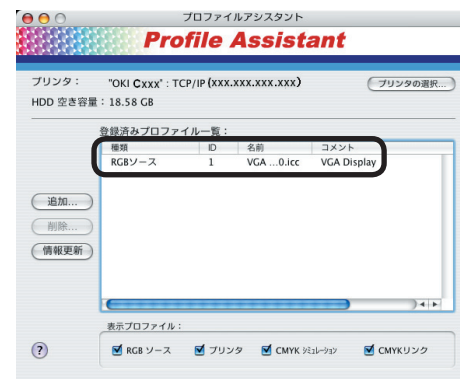 プロファイルアシスタント
Profile Assistant
プリンタ： "OKI Cxxx" : TCP/IP (xxx.xxx.xxx.xxx) プリンタの選択...
HDD 空き容量：18.58 GB
登録済みプロファイル一覧：
種類 ID 名前 コメント
RGBソース 1 VGA ...0.icc VGA Display
追加...
削除...
情報更新
表示プロファイル：
? RGB ソース プリンタ CMYK ｼﾐｭﾚｰｼｮﾝ CMYKリンク